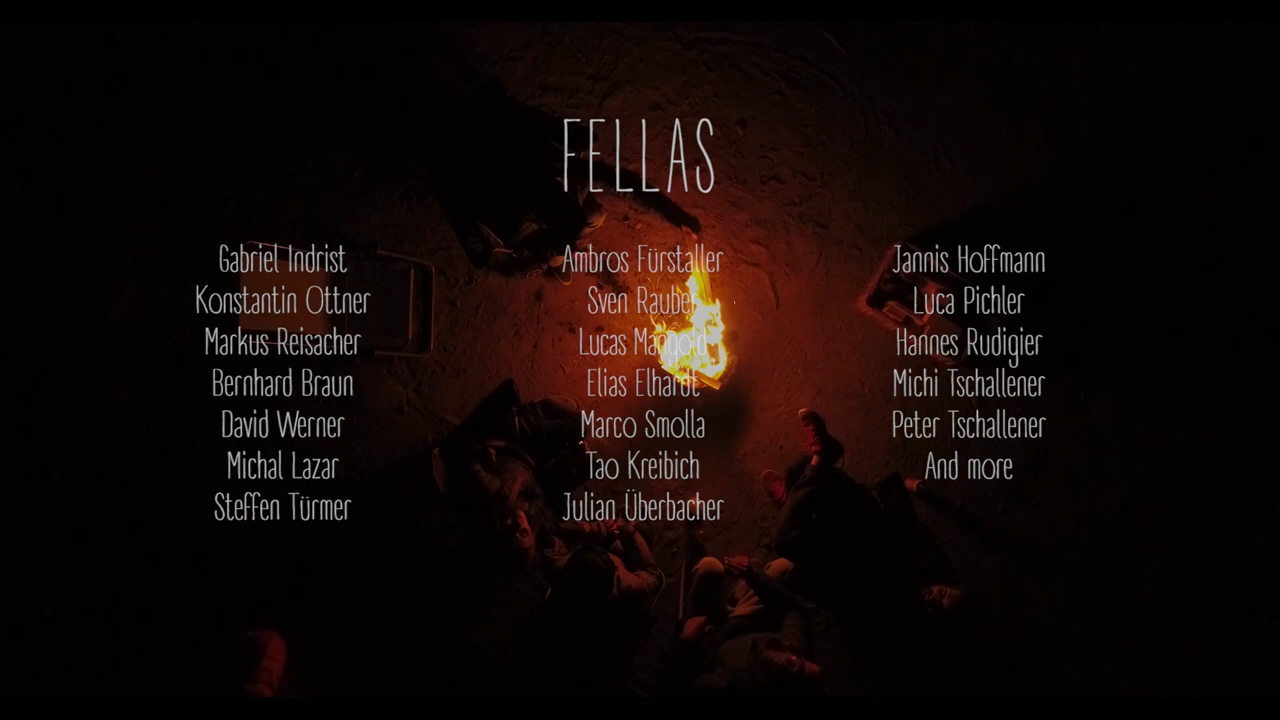 FELLAS
Gabriel Indrist
Konstantin Ottner
Markus Reisacher
Bernhard Braun
David Werner
Michal Lazar
Steffen Türmer
Ambros Fürstaller
Sven Rauber
Lucas Mangold
Elias Elhardt
Marco Smolla
Tao Kreibich
Julian Überbacher
Jannis Hoffmann
Luca Pichler
Hannes Rudigier
Michi Tschallener
Peter Tschallener
And more